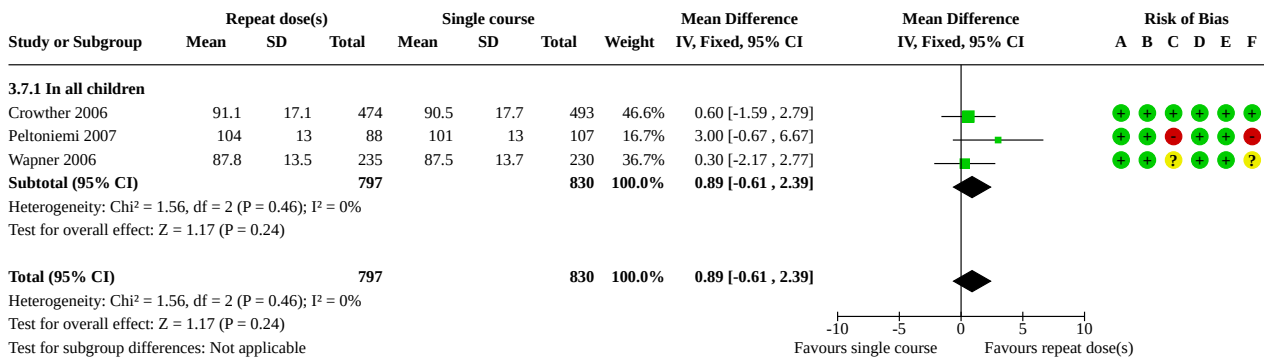 Repeat dose(s) Single course Mean Difference Mean Difference Risk of Bias
Study or Subgroup Mean SD Total Mean SD Total Weight IV, Fixed, 95% CI IV, Fixed, 95% CI A B C D E F
3.7.1 In all children
Crowther 2006 91.1 17.1 474 90.5 17.7 493 46.6% 0.60 [-1.59 , 2.79] + + + + + +
Peltoniemi 2007 104 13 88 101 13 107 16.7% 3.00 [-0.67 , 6.67] + + - + + -
Wapner 2006 87.8 13.5 235 87.5 13.7 230 36.7% 0.30 [-2.17 , 2.77] + + ? + + ?
Subtotal (95% CI) 797 830 100.0% 0.89 [-0.61 , 2.39]
Heterogeneity: Chi² = 1.56, df = 2 (P = 0.46); I² = 0%
Test for overall effect: Z = 1.17 (P = 0.24)
Total (95% CI) 797 830 100.0% 0.89 [-0.61 , 2.39]
Heterogeneity: Chi² = 1.56, df = 2 (P = 0.46); I² = 0%
Test for overall effect: Z = 1.17 (P = 0.24) -10 -5 0 5 10
Test for subgroup differences: Not applicable Favours single course Favours repeat dose(s)